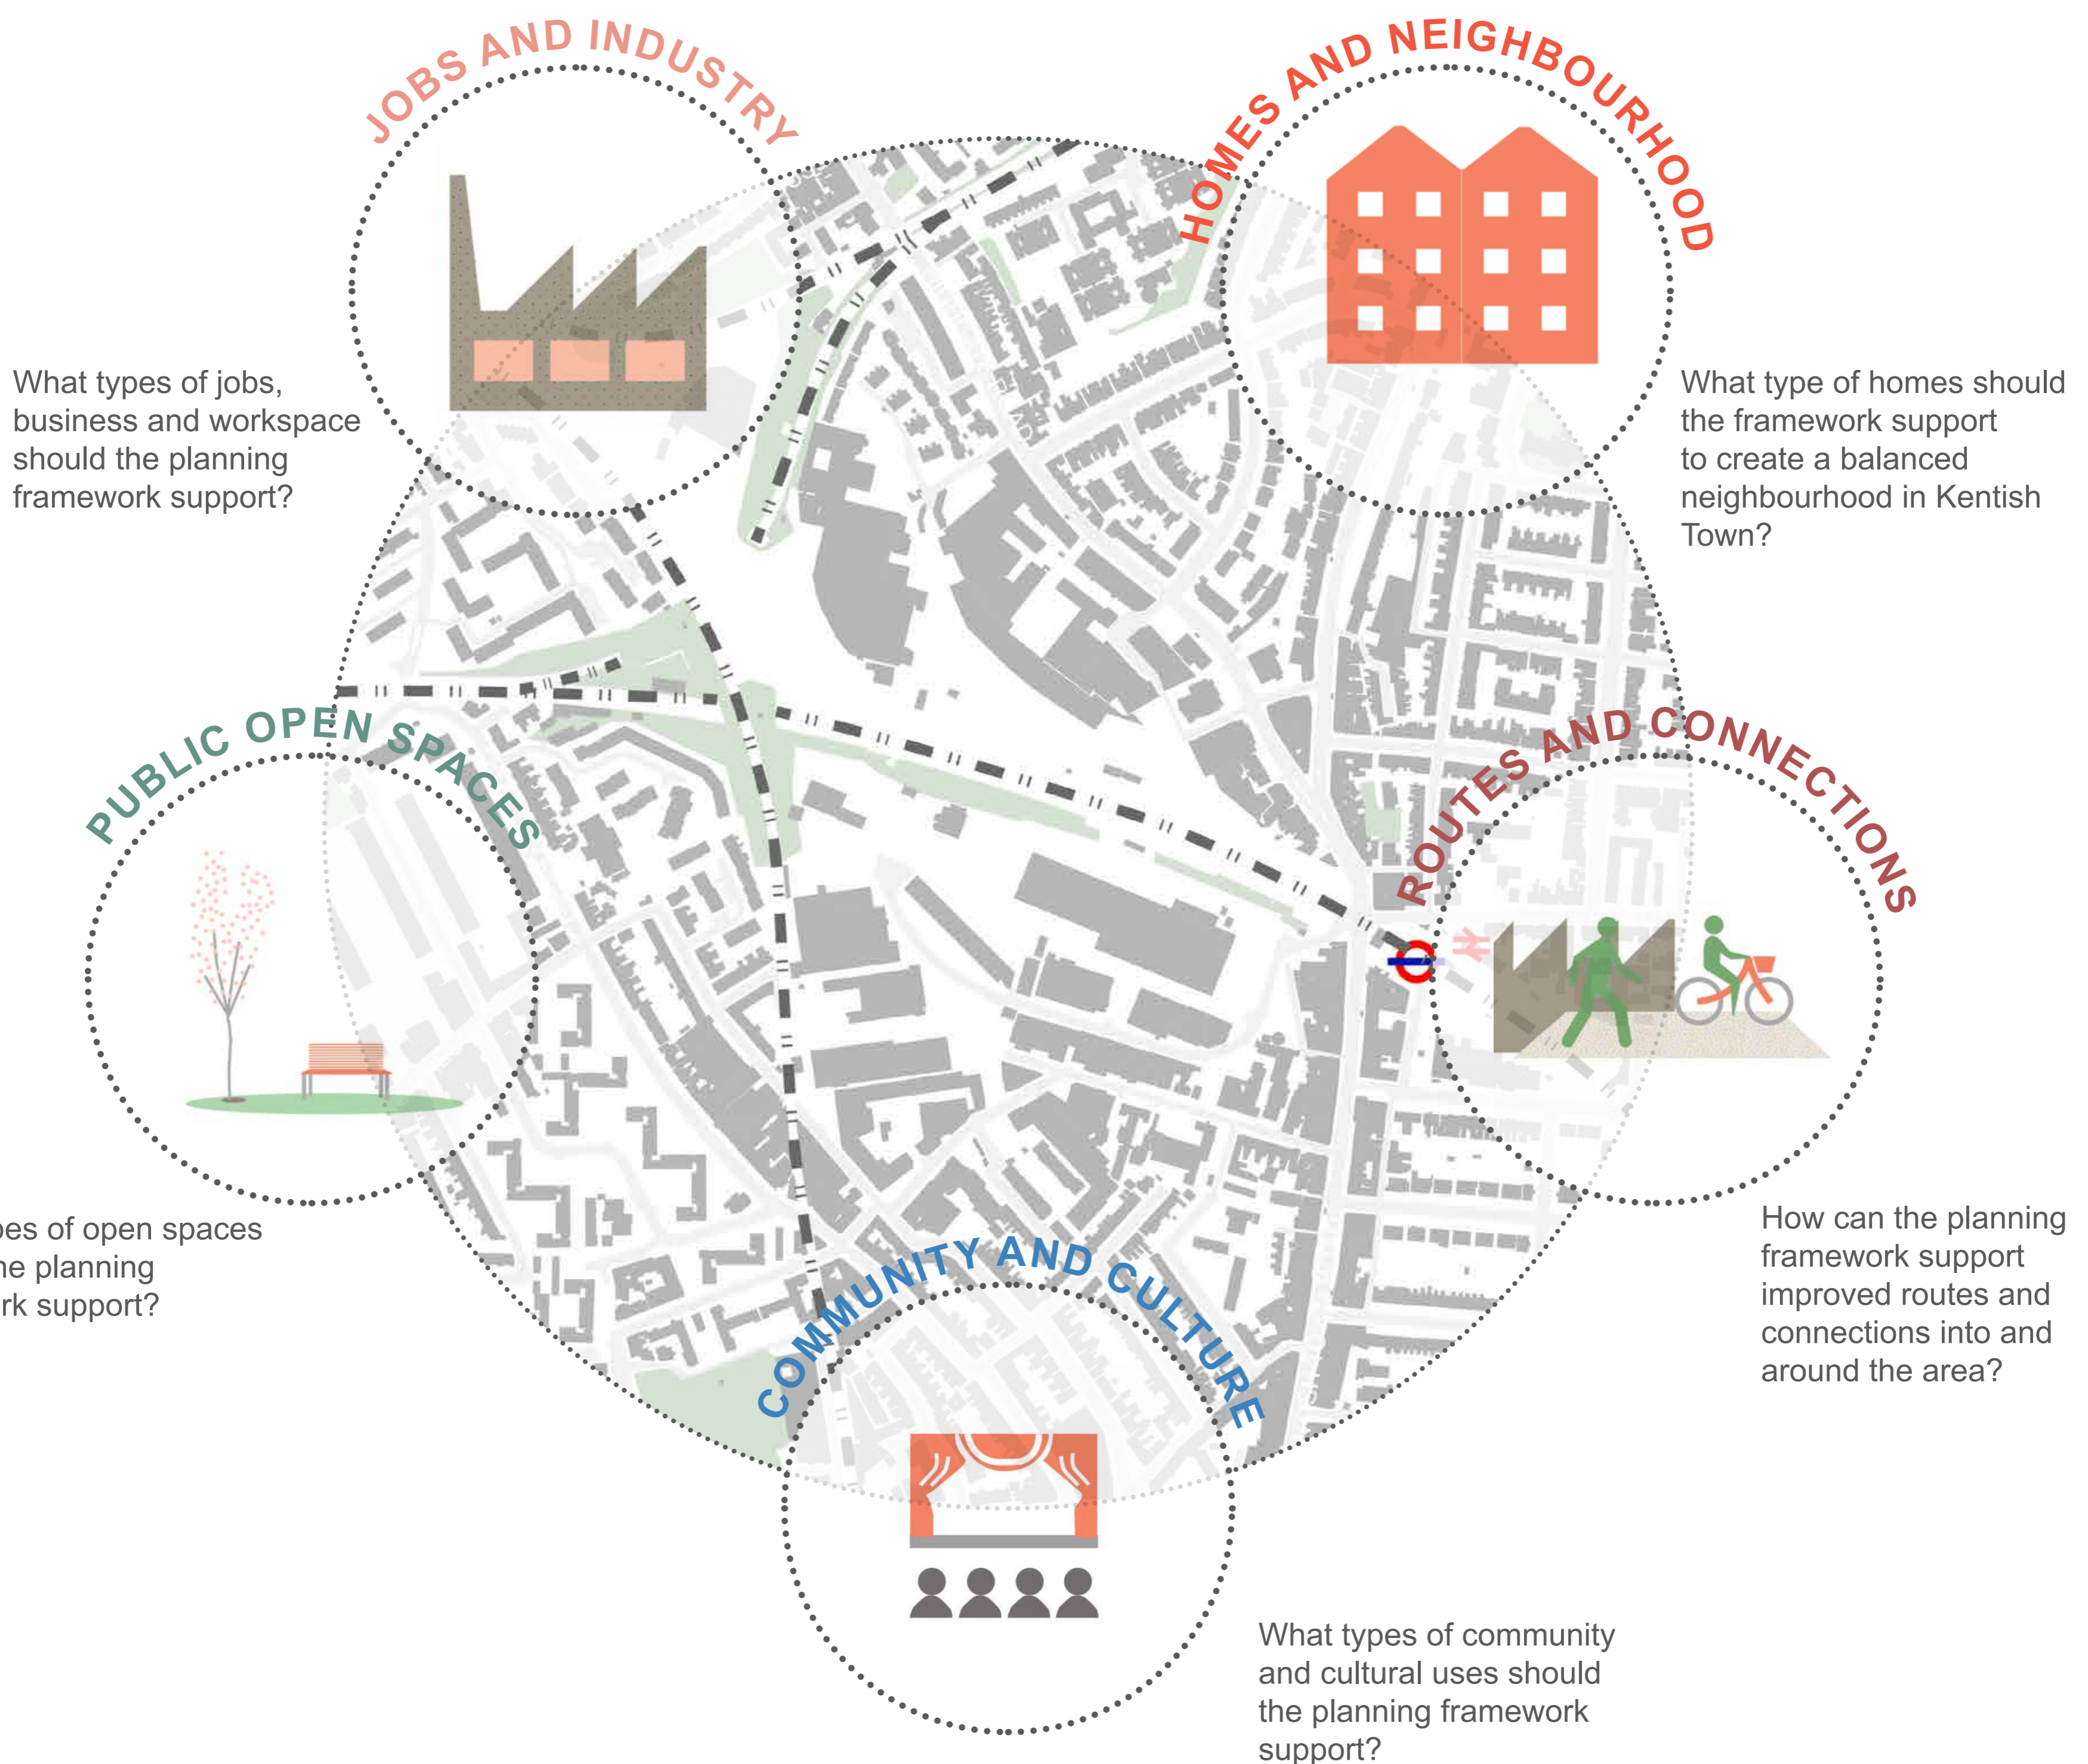 JOBS AND INDUSTRY
HOMES AND NEIGHBOURHOOD
What types of jobs,
business and workspace
should the planning
framework support?
What type of homes should
the framework support
to create a balanced
neighbourhood in Kentish
Town?
PUBLIC OPEN SPACES
ROUTES AND CONNECTIONS
of open spaces
planning
support?
How can the planning
framework support
improved routes and
connections into and
around the area?
COMMUNITY AND CULTURE
What types of community
and cultural uses should
the planning framework
support?